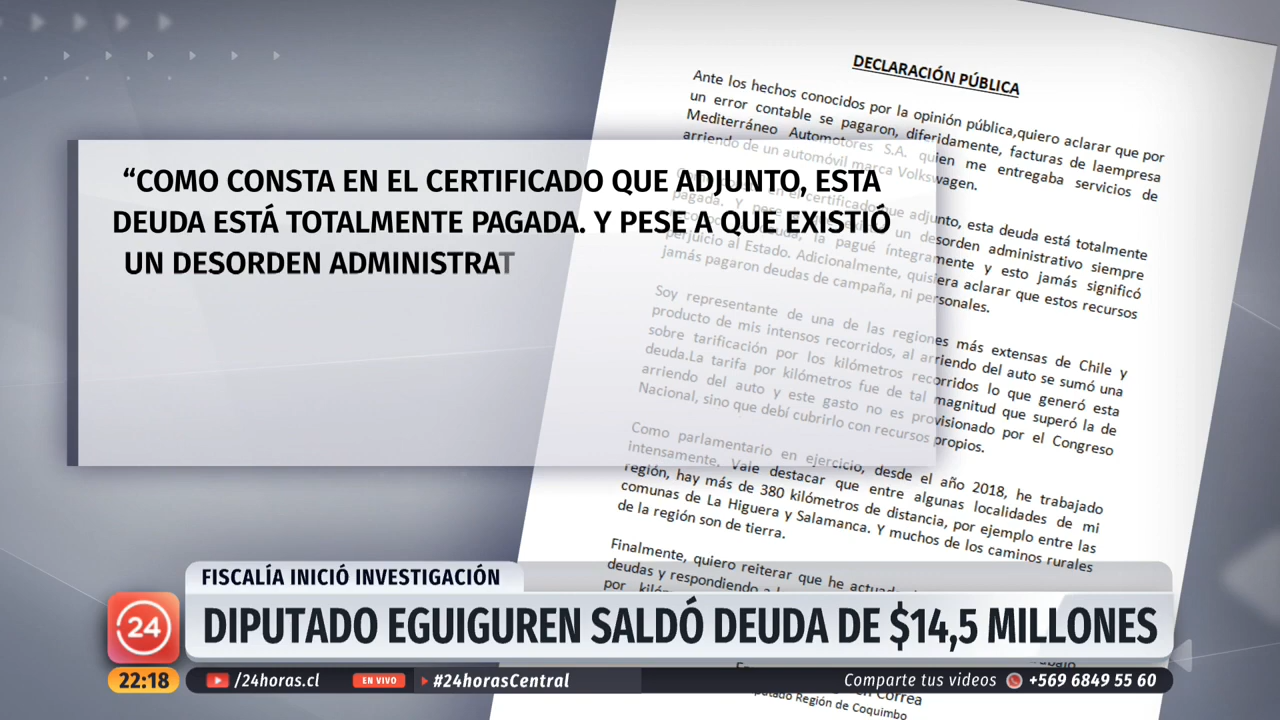 DECLARACIÓN PÚBLICA
Ante los hechos conocidos por la opinión pública,quiero aclarar que por
un error contable se pagaron, diferidamente, facturas de laempresa
Mediterráneo Automotores S.A. quien me entregaba servicios de
arriendo de un automóvil marca Volkswagen.
“COMO CONSTA EN EL CERTIFICADO QUE ADJUNTO, ESTA
DEUDA ESTÁ TOTALMENTE PAGADA. Y PESE A QUE EXISTIÓ
UN DESORDEN ADMINISTRAT
que adjunto, esta deuda está totalmente
pagada. Y pese un desorden administrativo siempre
deuda, la pagué íntegramente y esto jamás significó
perjuicio al Estado. Adicionalmente, quisiera aclarar que estos recursos
jamás pagaron deudas de campaña, ni personales.
Soy representante de una de las regiones más extensas de Chile y
producto de mis intensos recorridos, al arriendo del auto se sumó una
sobre tarificación por los kilómetros recorridos lo que generó esta
deuda.La tarifa por kilómetros fue de tal magnitud que superó la de
arriendo del auto y este gasto no es provisionado por el Congreso
Nacional, sino que debí cubrirlo con recursos propios.
Como parlamentario en ejercicio, desde el año 2018, he trabajado
intensamente. Vale destacar que entre algunas localidades de mi
región, hay más de 380 kilómetros de distancia, por ejemplo entre las
comunas de La Higuera y Salamanca. Y muchos de los caminos rurales
de la región son de tierra.
Finalmente, quiero reiterar que he
deudas y respondiendo a
por
FISCALÍA INICIÓ INVESTIGACIÓN
24
DIPUTADO EGUIGUREN SALDÓ DEUDA DE $14,5 MILLONES
22:18
/24horas.cl
EN VIVO
#24horasCentral
Comparte tus videos
+569 6849 55 60
Correa
Región de Coquimbo